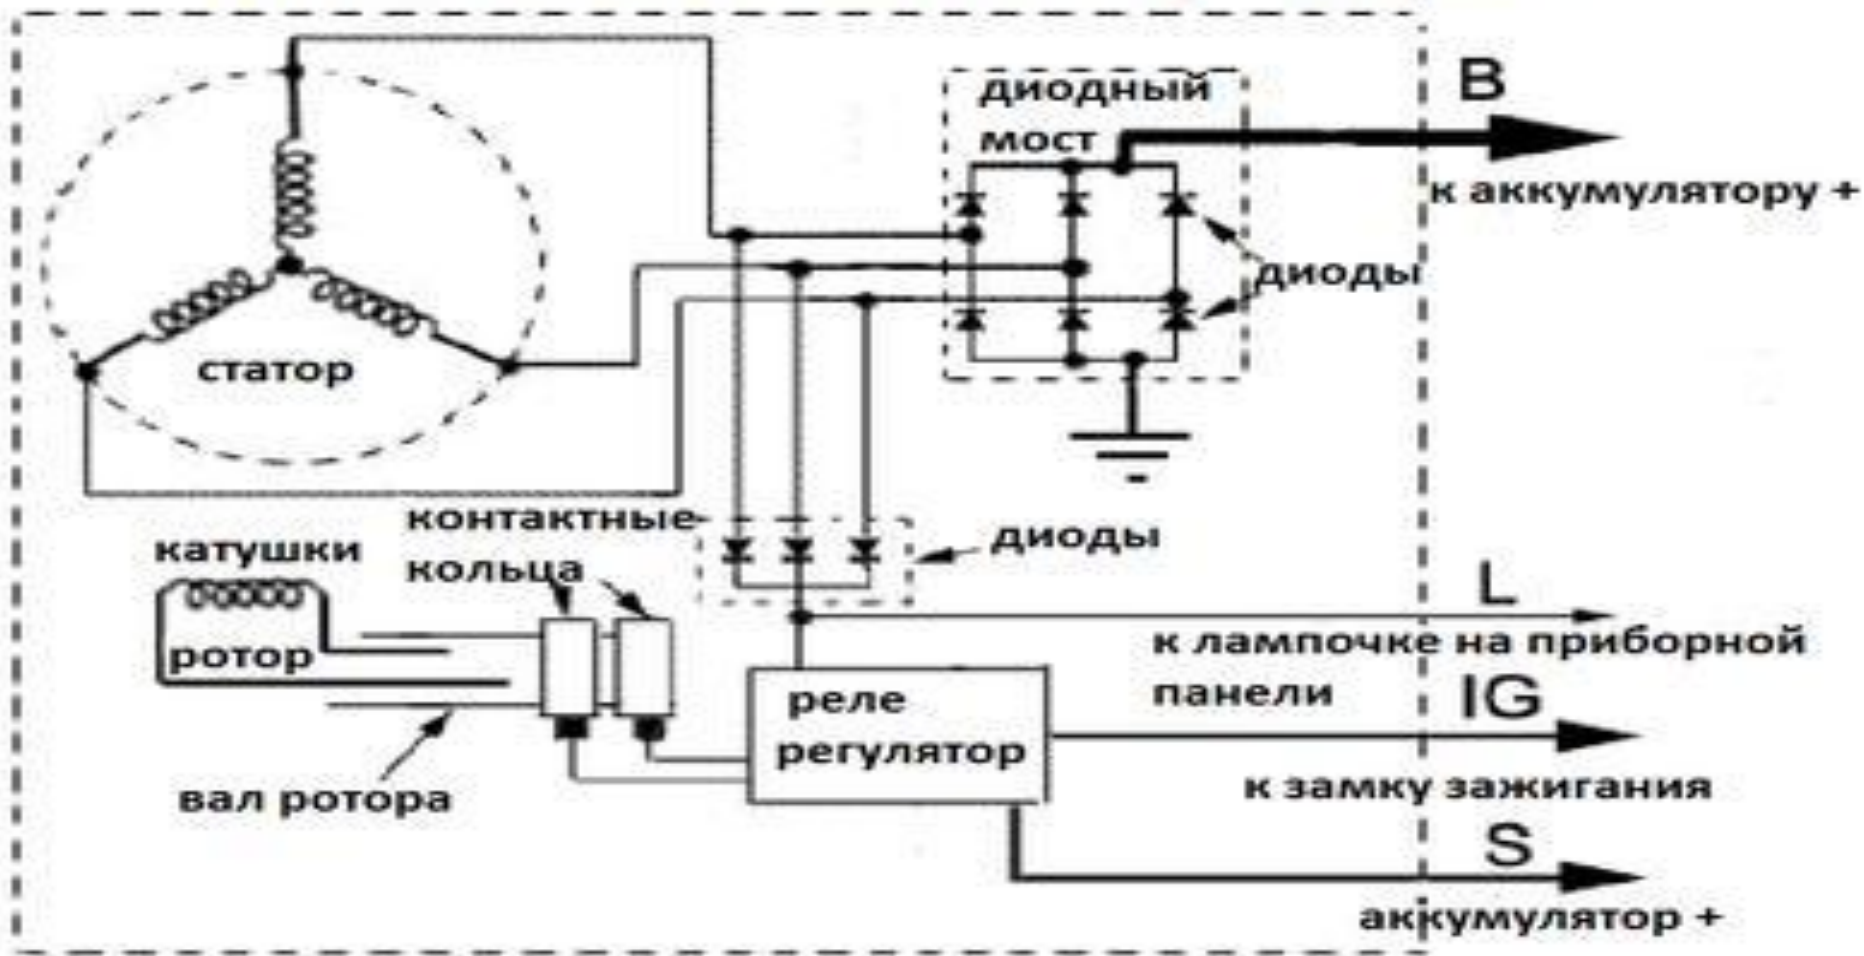 диодный
мост
B
к аккумулятору +
диоды
статор
контактные
кольца
катушки
ротор
диоды
L
к лампочке на приборной
панели
реле
регулятор
IG
к замку зажигания
вал ротора
S
аккумулятор +